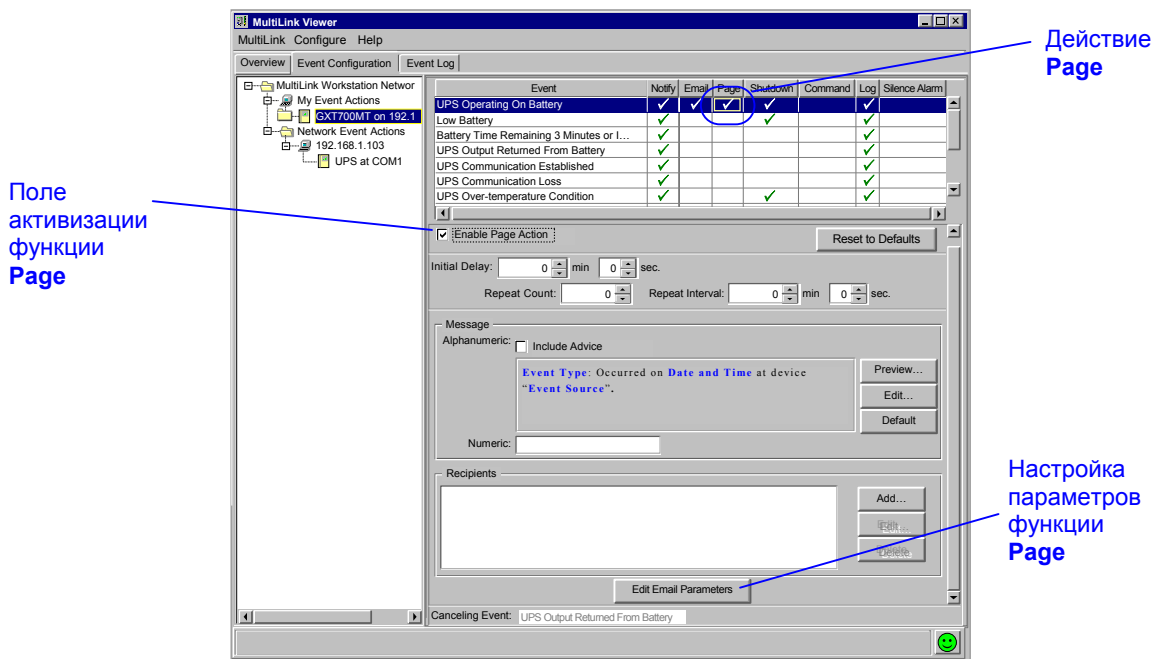 MultiLink Viewer
MultiLink Configure Help
Overview Event Configuration Event Log
MultiLink Workstation Networ
My Event Actions
GXT700MT on 192.1
Network Event Actions
192.168.1.103
UPS at COM1
Event Notify Email Page Shutdown Command Log Silence Alarm
UPS Operating On Battery
Low Battery
Battery Time Remaining 3 Minutes or I…
UPS Output Returned From Battery
UPS Communication Established
UPS Communication Loss
UPS Over-temperature Condition
Enable Page Action
Reset to Defaults
Initial Delay: 0 min 0 sec.
Repeat Count: 0 Repeat Interval: 0 min 0 sec.
Message
Alphanumeric:
Include Advice
Event Type: Occurred on Date and Time at device
“Event Source”.
Preview…
Edit…
Default
Numeric:
Recipients
Add…
Edit…
Delete
Edit Email Parameters
Canceling Event: UPS Output Returned From Battery
Действие
Page
Поле
активизации
функции
Page
Настройка
параметров
функции
Page